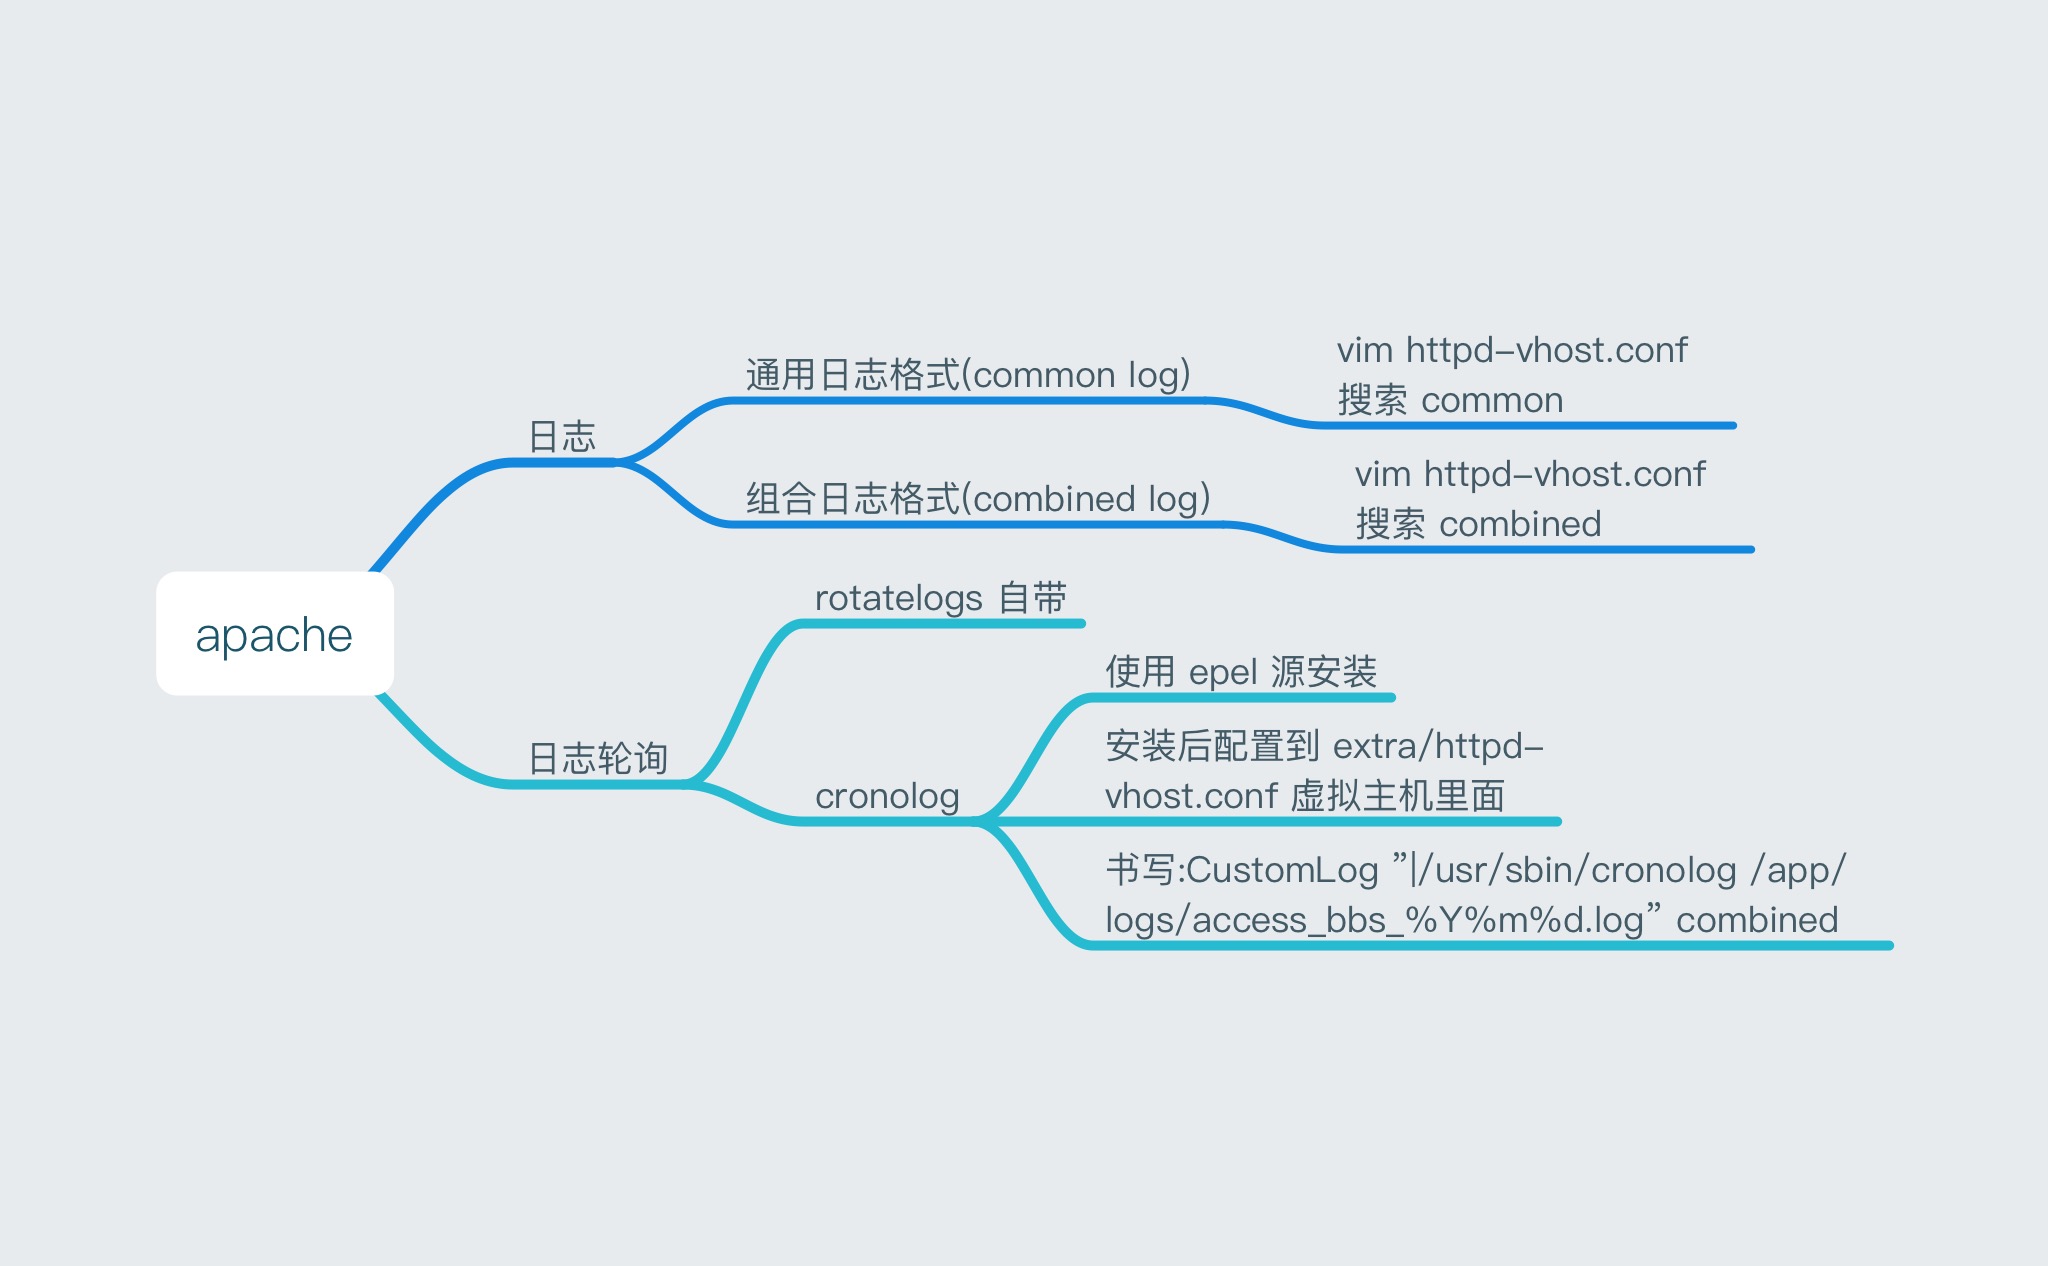 apache
日志
通用日志格式(common log)
vim httpd-vhost.conf
搜索 common
组合日志格式(combined log)
vim httpd-vhost.conf
搜索 combined
日志轮询
rotatelogs 自带
cronolog
使用 epel 源安装
安装后配置到 extra/httpd-
vhost.conf 虚拟主机里面
书写:CustomLog ”|/usr/sbin/cronolog /app/
logs/access_bbs_%Y%m%d.log” combined